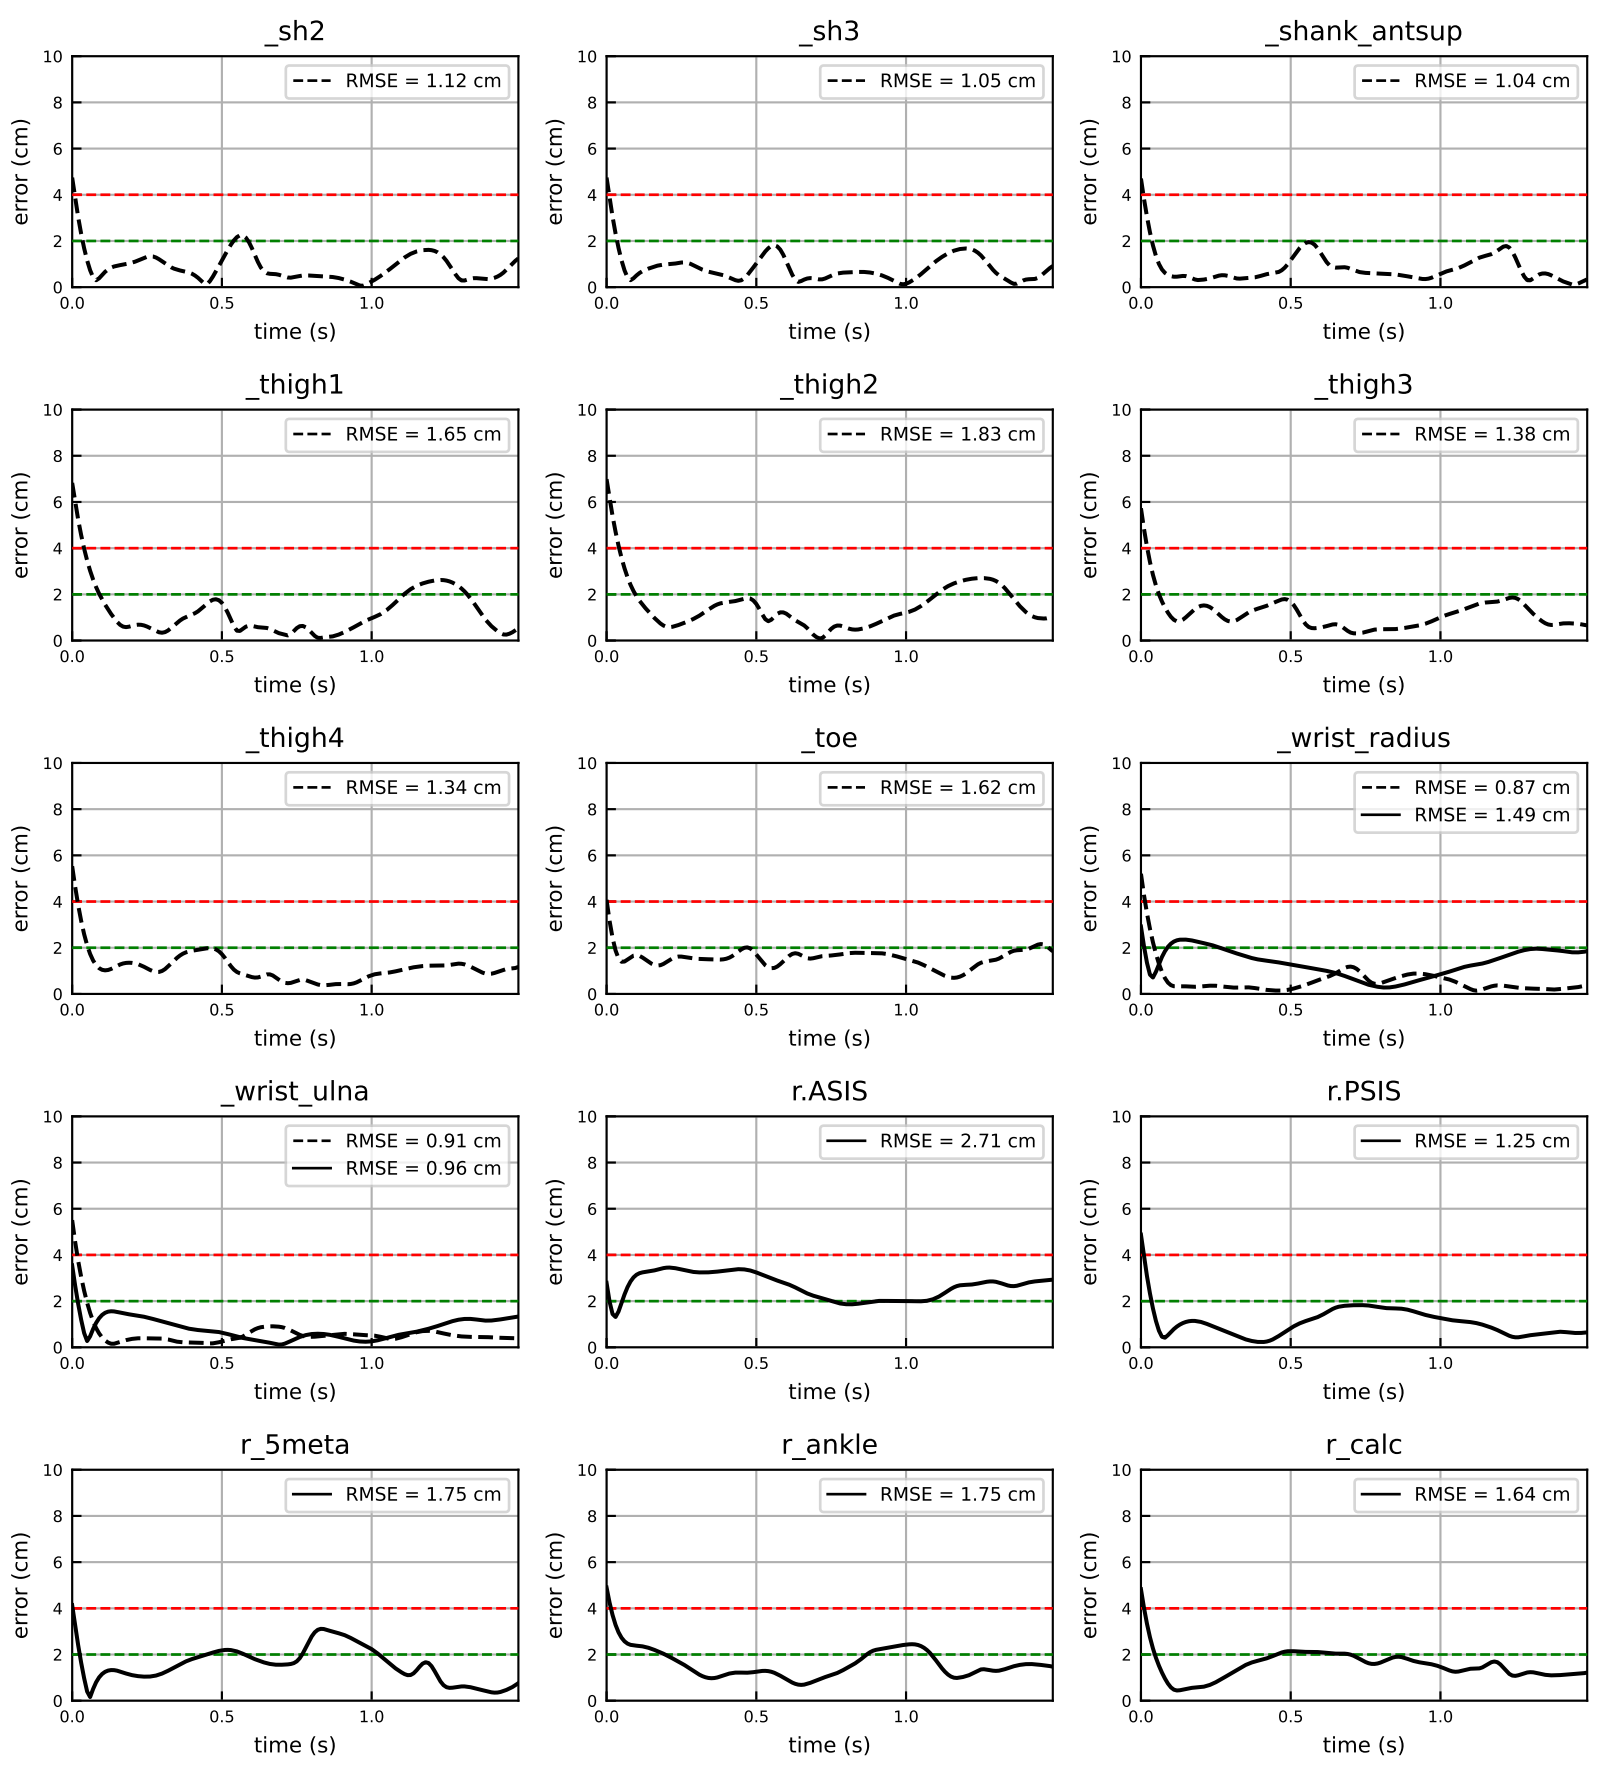 _sh2
_sh3
_shank_antsup
RMSE = 1.12 cm
RMSE = 1.05 cm
RMSE = 1.04 cm
error (cm)
error (cm)
error (cm)
10
8
6
4
2
0
10
8
6
4
2
0
10
8
6
4
2
0
0.0 0.5 1.0
0.0 0.5 1.0
0.0 0.5 1.0
time (s)
time (s)
time (s)
_thigh1
_thigh2
_thigh3
RMSE = 1.65 cm
RMSE = 1.83 cm
RMSE = 1.38 cm
error (cm)
error (cm)
error (cm)
10
8
6
4
2
0
10
8
6
4
2
0
10
8
6
4
2
0
0.0 0.5 1.0
0.0 0.5 1.0
0.0 0.5 1.0
time (s)
time (s)
time (s)
_thigh4
_toe
_wrist_radius
RMSE = 1.34 cm
RMSE = 1.62 cm
RMSE = 0.87 cm
RMSE = 1.49 cm
error (cm)
error (cm)
error (cm)
10
8
6
4
2
0
10
8
6
4
2
0
10
8
6
4
2
0
0.0 0.5 1.0
0.0 0.5 1.0
0.0 0.5 1.0
time (s)
time (s)
time (s)
_wrist_ulna
r.ASIS
r.PSIS
RMSE = 0.91 cm
RMSE = 0.96 cm
RMSE = 2.71 cm
RMSE = 1.25 cm
error (cm)
error (cm)
error (cm)
10
8
6
4
2
0
10
8
6
4
2
0
10
8
6
4
2
0
0.0 0.5 1.0
0.0 0.5 1.0
0.0 0.5 1.0
time (s)
time (s)
time (s)
r_5meta
r_ankle
r_calc
RMSE = 1.75 cm
RMSE = 1.75 cm
RMSE = 1.64 cm
error (cm)
error (cm)
error (cm)
10
8
6
4
2
0
10
8
6
4
2
0
10
8
6
4
2
0
0.0 0.5 1.0
0.0 0.5 1.0
0.0 0.5 1.0
time (s)
time (s)
time (s)